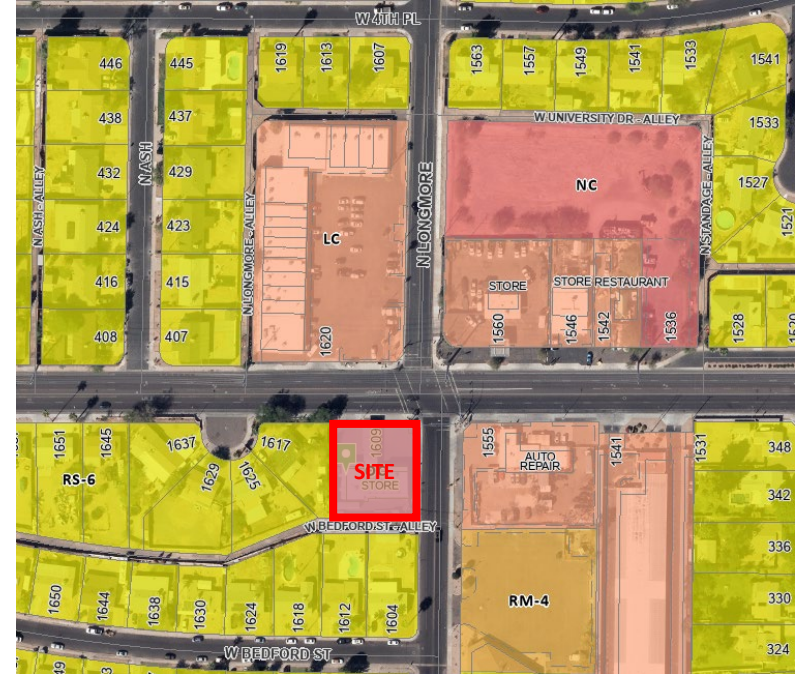 W 4TH PL
446
445
1619
1613
1607
1563
1557
1549
1541
1533
1541
438
437
W UNIVERSITY DR - ALLEY
1533
N ASH - ALLEY
432
N ASH
429
N LONGMORE - ALLEY
N LONGMORE
NC
N STANDAGE - ALLEY
1527
424
423
LC
1521
416
415
STORE
STORE
RESTAURANT
408
407
1620
1560
1546
1542
1536
1528
1520
1651
1645
1637
1629
1625
1617
1609
SITE
STORE
1555
AUTO
REPAIR
1541
1531
348
RS-6
342
W BEDFORD ST - ALLEY
336
1650
1644
1638
1630
1624
1618
1612
1604
RM-4
330
W BEDFORD ST
324